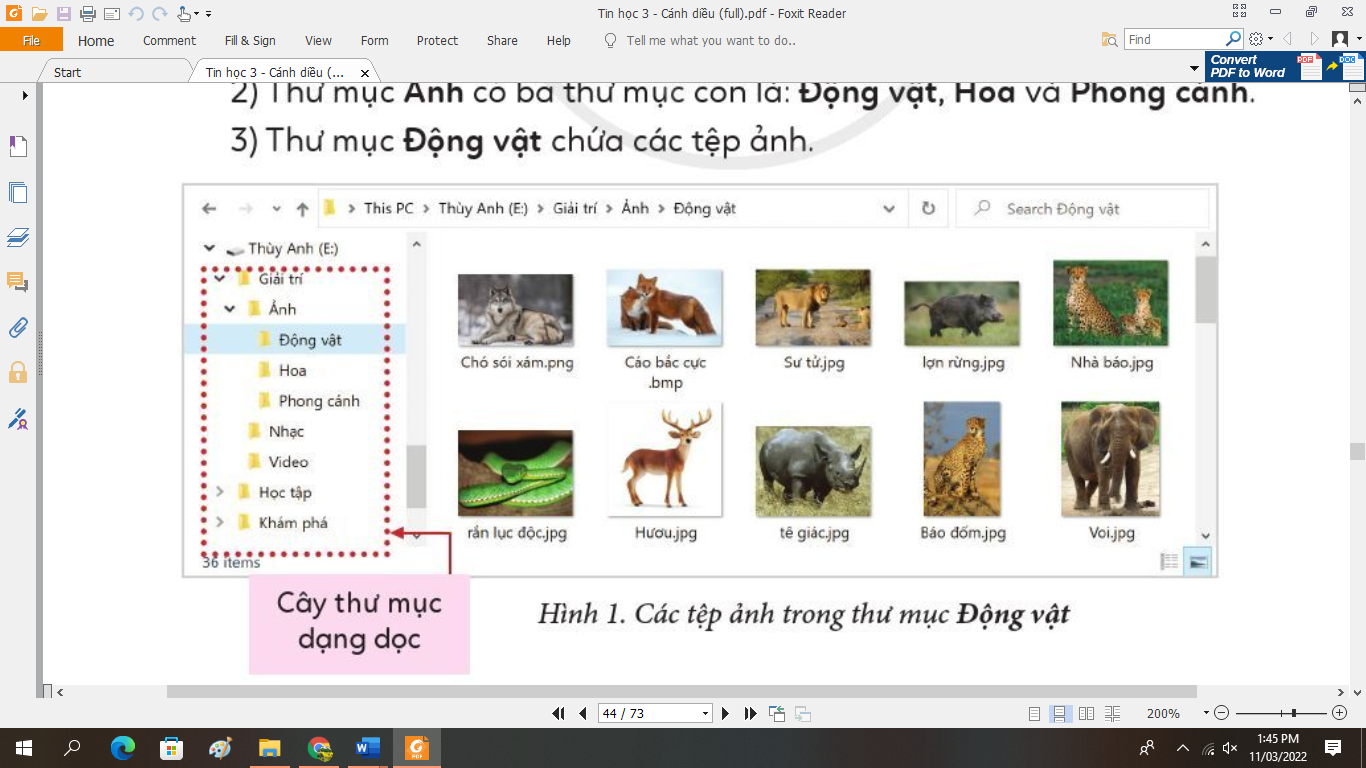 Tin học 3 - Cánh diều (full).pdf - Foxit Reader
File Home Comment Fill & Sign View Form Protect Share Help Tell me what you want to do.. Find
Start Tin học 3 - Cánh diều (... Convert
PDF to Word PDF DOC
2) Thư mục Ảnh có ba thư mục con là: Động vật, Hoa và Phong cảnh.
3) Thư mục Động vật chứa các tệp ảnh.
This PC Thùy Anh (E:) Giải trí Ảnh Động vật Search Động vật
Thùy Anh (E:)
Giải trí
Ảnh
Động vật
Hoa
Phong cảnh
Nhạc
Video
Học tập
Khám phá
36 items
Chó sói xám.png Cáo bắc cực Sư tử.jpg lợn rừng.jpg Nhà báo.jpg
.bmp
rắn lục độc.jpg Hươu.jpg tê giác.jpg Báo đốm.jpg Voi.jpg
Cây thư mục
dạng dọc
Hình 1. Các tệp ảnh trong thư mục Động vật
44 / 73 200%
PDF
1:45 PM
11/03/2022